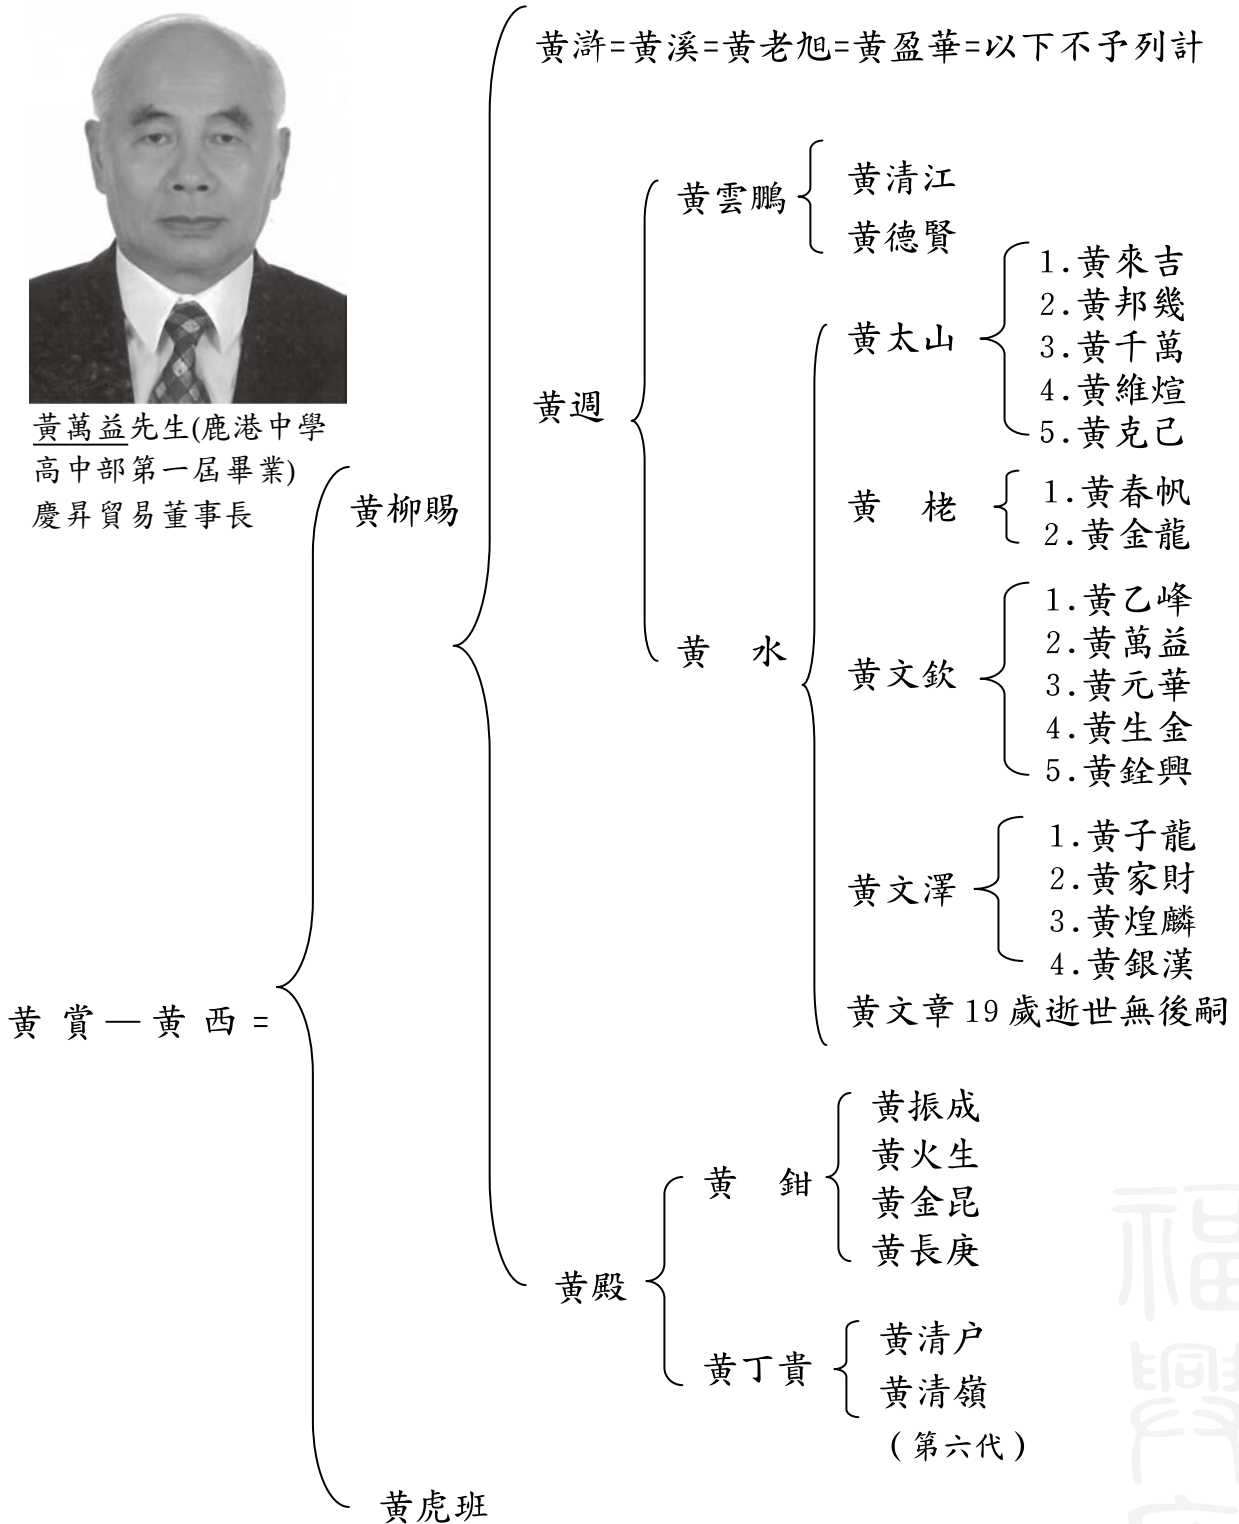 黃滸=黃溪=黃老旭=黃盈華=以下不予列計
黃雲鵬
黃清江
黃德賢
1.黃來吉
2.黃邦幾
黃太山
3.黃千萬
4.黃維煊
5.黃克己
黃週
黃萬益先生(鹿港中學
高中部第一屆畢業)
慶昇貿易董事長
黃柳賜
黃 栳
1.黃春帆
2.黃金龍
黃 水
黃文欽
1.黃乙峰
2.黃萬益
3.黃元華
4.黃生金
5.黃銓興
黃文澤
1.黃子龍
2.黃家財
3.黃煌麟
4.黃銀漢
黃賞—黃西=
黃文章19歲逝世無後嗣
黃 鉗
黃振成
黃火生
黃金昆
黃長庚
黃殿
黃丁貴
黃清户
黃清嶺
(第六代)
黃虎班
福
興